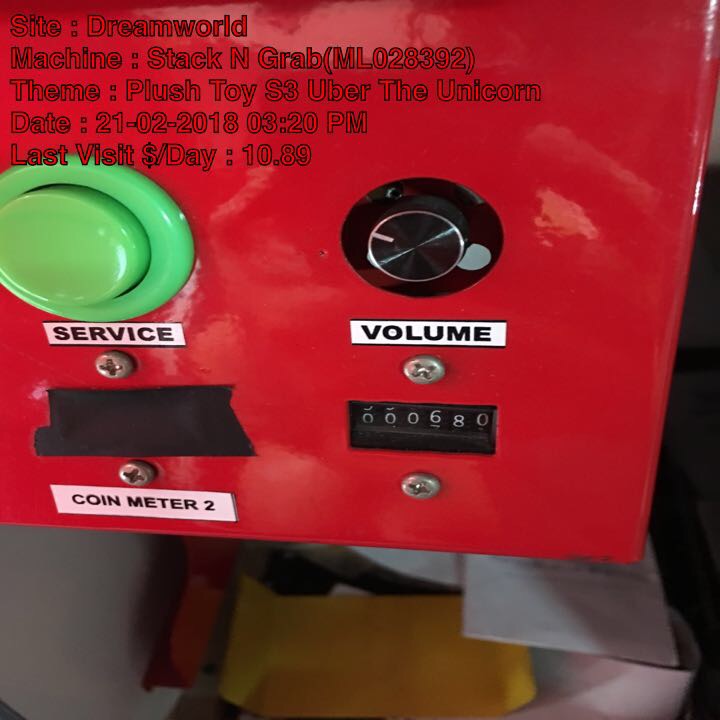 Site : Dreamworld
Machine : Stack N Grab(ML028392)
Theme : Plush Toy S3 Uber The Unicorn
Date : 21-02-2018 03:20 PM
Last Visit $/Day : 10.89
SERVICE
VOLUME
000680
COIN METER 2